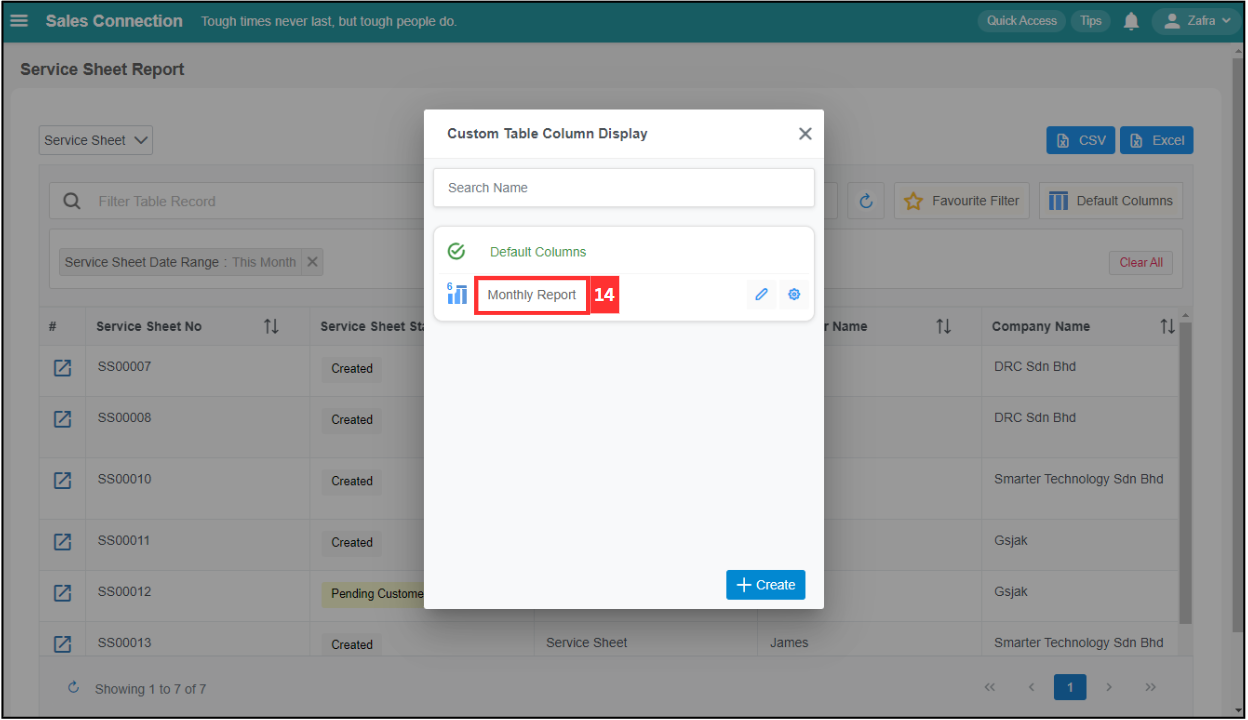 Sales Connection Tough times never last, but tough people do. Quick Access Tips Zafra
Service Sheet Report
Custom Table Column Display
Service Sheet CSV Excel
Search Name
Filter Table Record Favourite Filter Default Columns
Default Columns
Service Sheet Date Range : This Month Clear All
6 Monthly Report 14
# Service Sheet No Service Sheet Sta r Name Company Name
SS00007 Created DRC Sdn Bhd
SS00008 Created DRC Sdn Bhd
SS00010 Created Smarter Technology Sdn Bhd
SS00011 Created Gsjak
+ Create
SS00012 Pending Custome Gsjak
SS00013 Created Service Sheet James Smarter Technology Sdn Bhd
Showing 1 to 7 of 7 << < 1 > >>